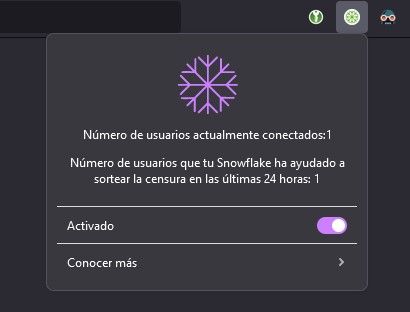 Número de usuarios actualmente conectados:1
Número de usuarios que tu Snowflake ha ayudado a
sortear la censura en las últimas 24 horas: 1
Activado
Conocer más